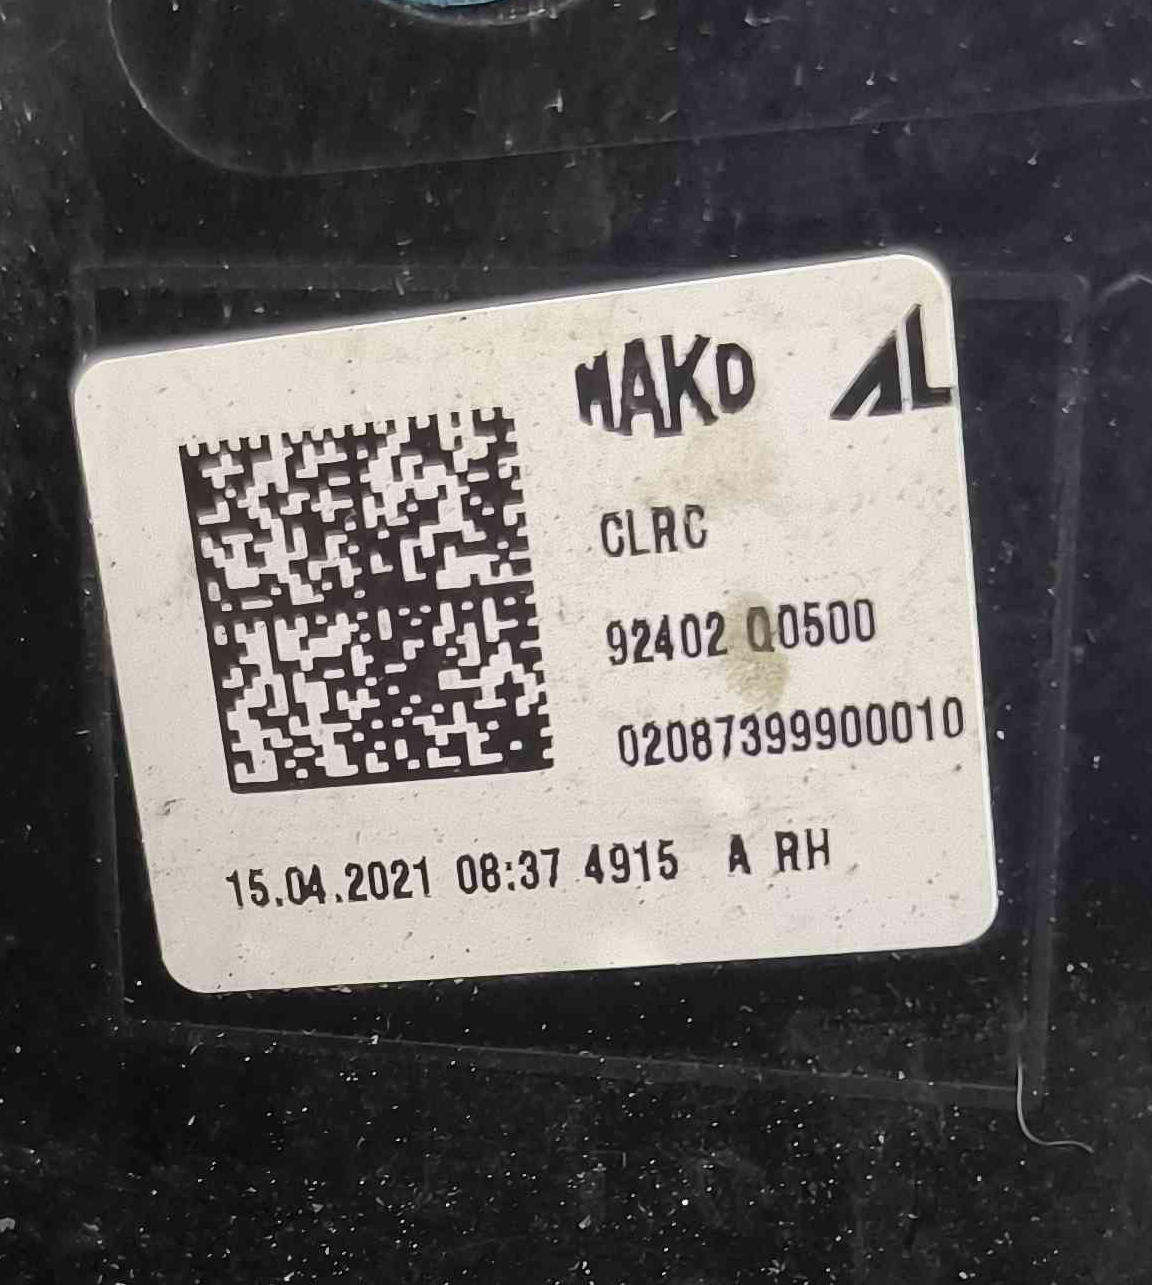 MAKO AL
CLRC
92402 Q0500
02087399900010
15.04.2021 08:37 4915 A RH